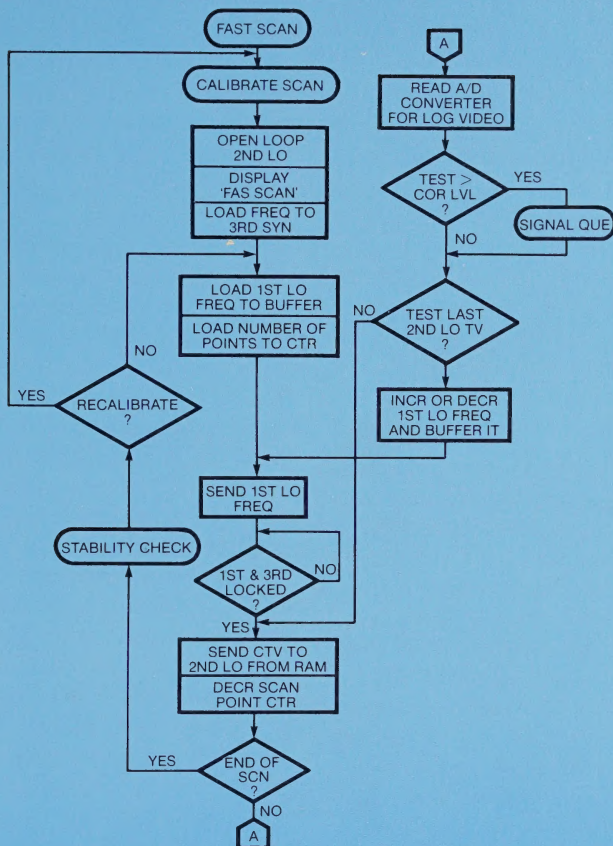 FAST SCAN
CALIBRATE SCAN
OPEN LOOP
2ND LO
DISPLAY
'FAS SCAN'
LOAD FREQ TO
3RD SYN
LOAD 1ST LO
FREQ TO BUFFER
LOAD NUMBER OF
POINTS TO CTR
NO
YES
RECALIBRATE
?
STABILITY CHECK
SEND 1ST LO
FREQ
1ST & 3RD
LOCKED
?
NO
YES
SEND CTV TO
2ND LO FROM RAM
DECR SCAN
POINT CTR
YES
END OF
SCN
?
NO
A
A
READ A/D
CONVERTER
FOR LOG VIDEO
TEST >
COR LVL
?
YES
SIGNAL QUE
NO
NO
TEST LAST
2ND LO TV
?
INCR OR DECR
1ST LO FREQ
AND BUFFER IT